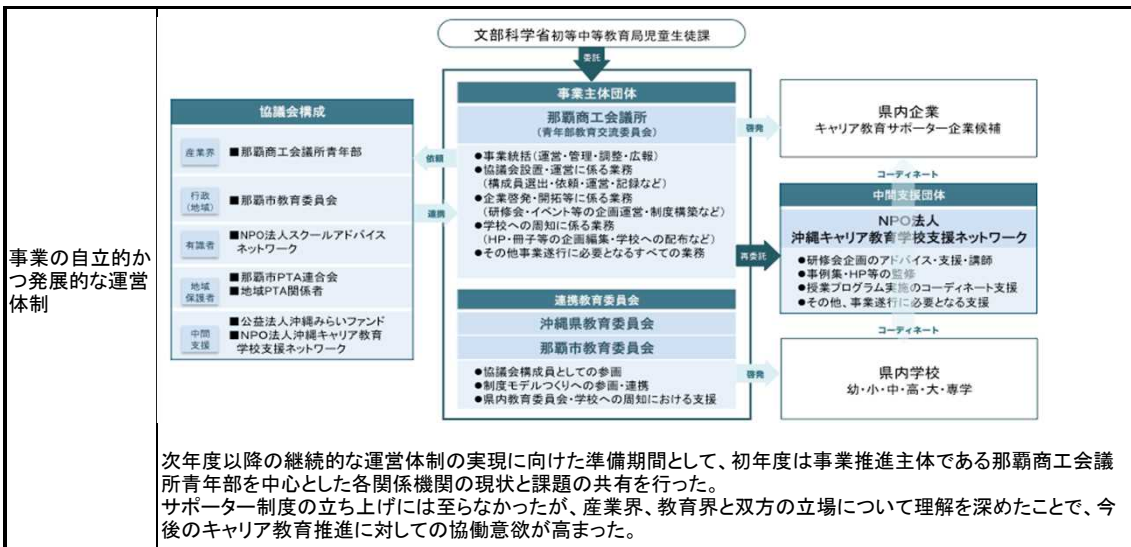 事業の自立的か
つ発展的な運営
体制
文部科学省初等中等教育局児童生徒課
委託
協議会構成
産業界
■那覇商工会議所青年部
行政
(地域)
■那覇市教育委員会
有識者
■NPO法人スクールアドバイス
ネットワーク
地域
保護者
■那覇市PTA連合会
■地域PTA関係者
中間
支援
■公益法人沖縄みらいファンド
■NPO法人沖縄キャリア教育
学校支援ネットワーク
依頼
連携
事業主体団体
那覇商工会議所
(青年部教育交流委員会)
●事業統括(運営・管理・調整・広報)
●協議会設置・運営に係る業務
(構成員選出・依頼・運営・記録など)
●企業啓発・開拓等に係る業務
(研修会・イベント等の企画運営・制度構築など)
●学校への周知に係る業務
(HP・冊子等の企画編集・学校への配布など)
●その他事業遂行に必要となるすべての業務
連携教育委員会
沖縄県教育委員会
那覇市教育委員会
●協議会構成員としての参画
●制度モデルつくりへの参画・連携
●県内教育委員会・学校への周知における支援
啓発
再委託
啓発
県内企業
キャリア教育サポーター企業候補
コーディネート
中間支援団体
NPO法人
沖縄キャリア教育学校支援ネットワーク
●研修会企画のアドバイス・支援・講師
●事例集・HP等の監修
●授業プログラム実施のコーディネート支援
●その他、事業遂行に必要となる支援
コーディネート
県内学校
幼・小・中・高・大・専学
次年度以降の継続的な運営体制の実現に向けた準備期間として、初年度は事業推進主体である那覇商工会議
所青年部を中心とした各関係機関の現状と課題の共有を行った。
サポーター制度の立ち上げには至らなかったが、産業界、教育界と双方の立場について理解を深めたことで、今
後のキャリア教育推進に対しての協働意欲が高まった。